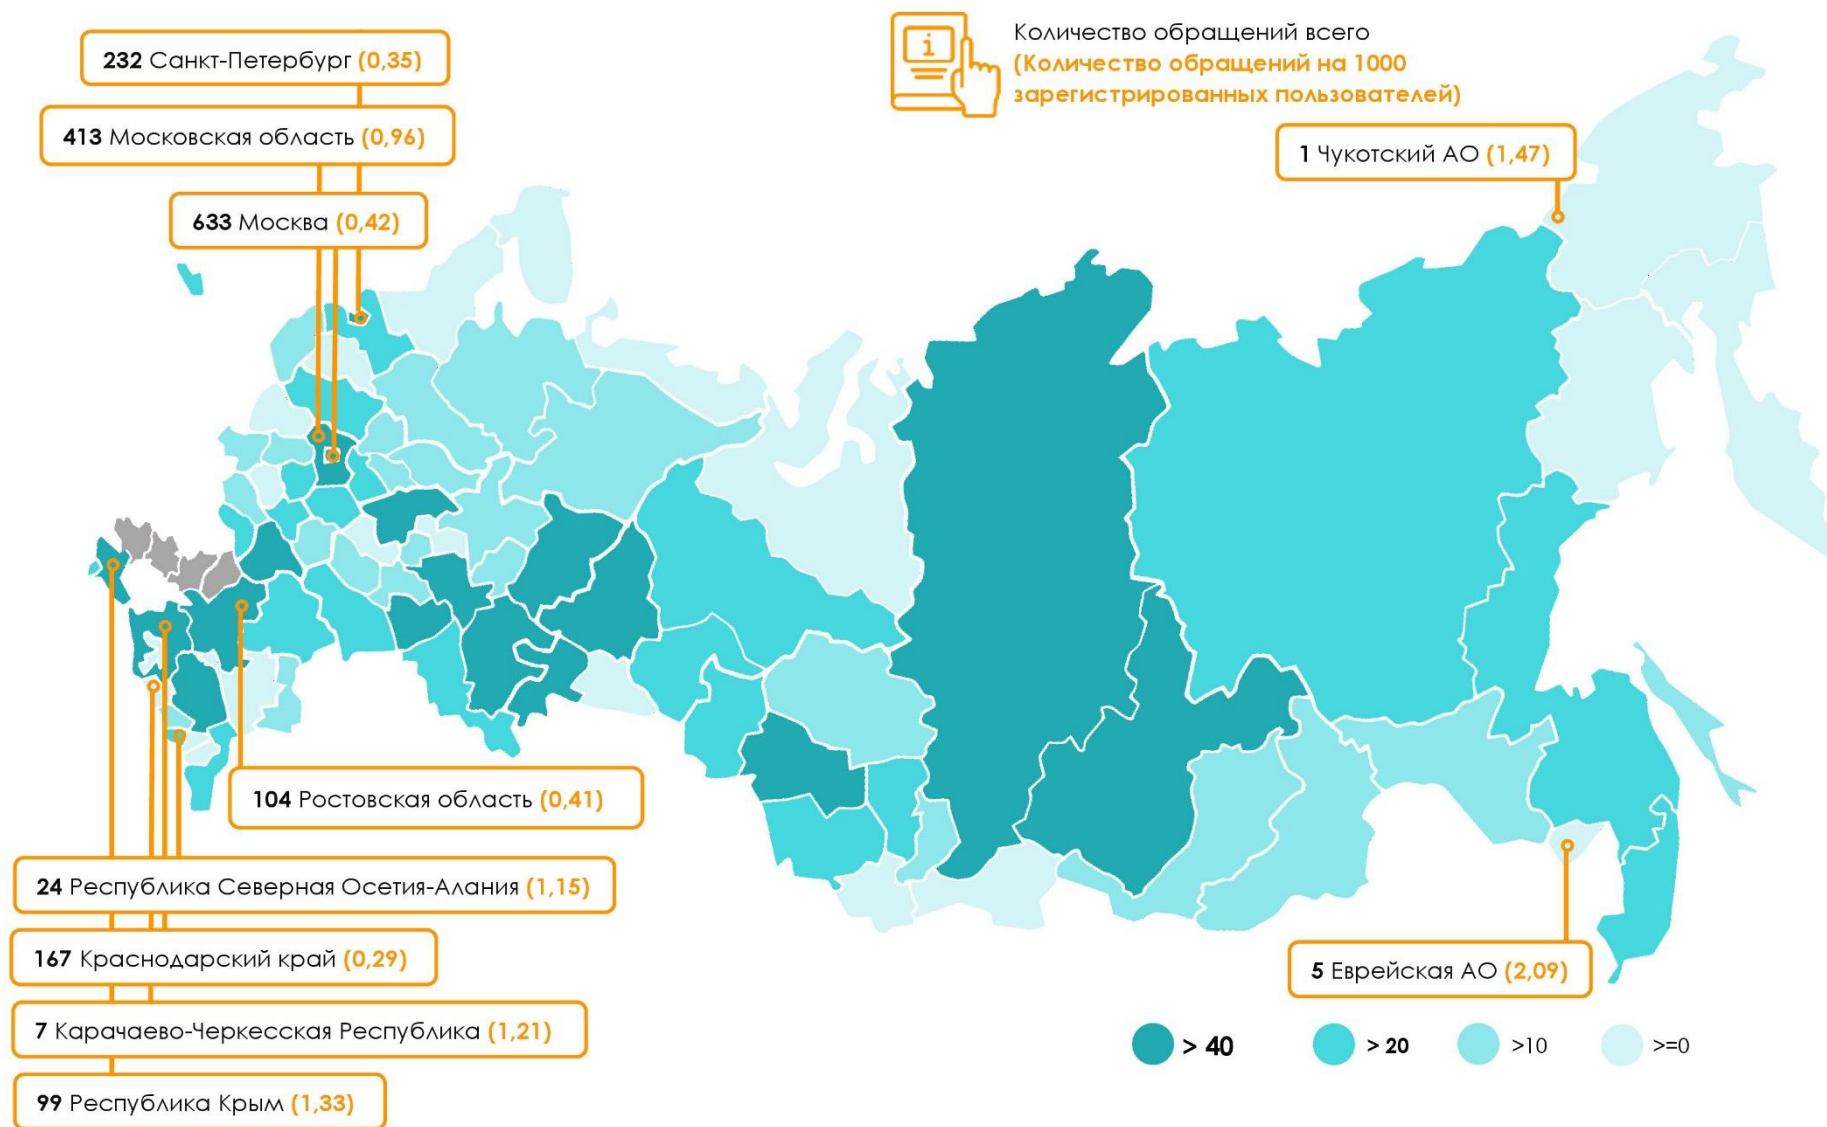 232 Санкт-Петербург (0,35)
413 Московская область (0,96)
633 Москва (0,42)
i
Количество обращений всего
(Количество обращений на 1000
зарегистрированных пользователей)
1 Чукотский АО (1,47)
104 Ростовская область (0,41)
24 Республика Северная Осетия-Алания (1,15)
167 Краснодарский край (0,29)
7 Карачаево-Черкесская Республика (1,21)
99 Республика Крым (1,33)
5 Еврейская АО (2,09)
> 40
> 20
>10
>=0